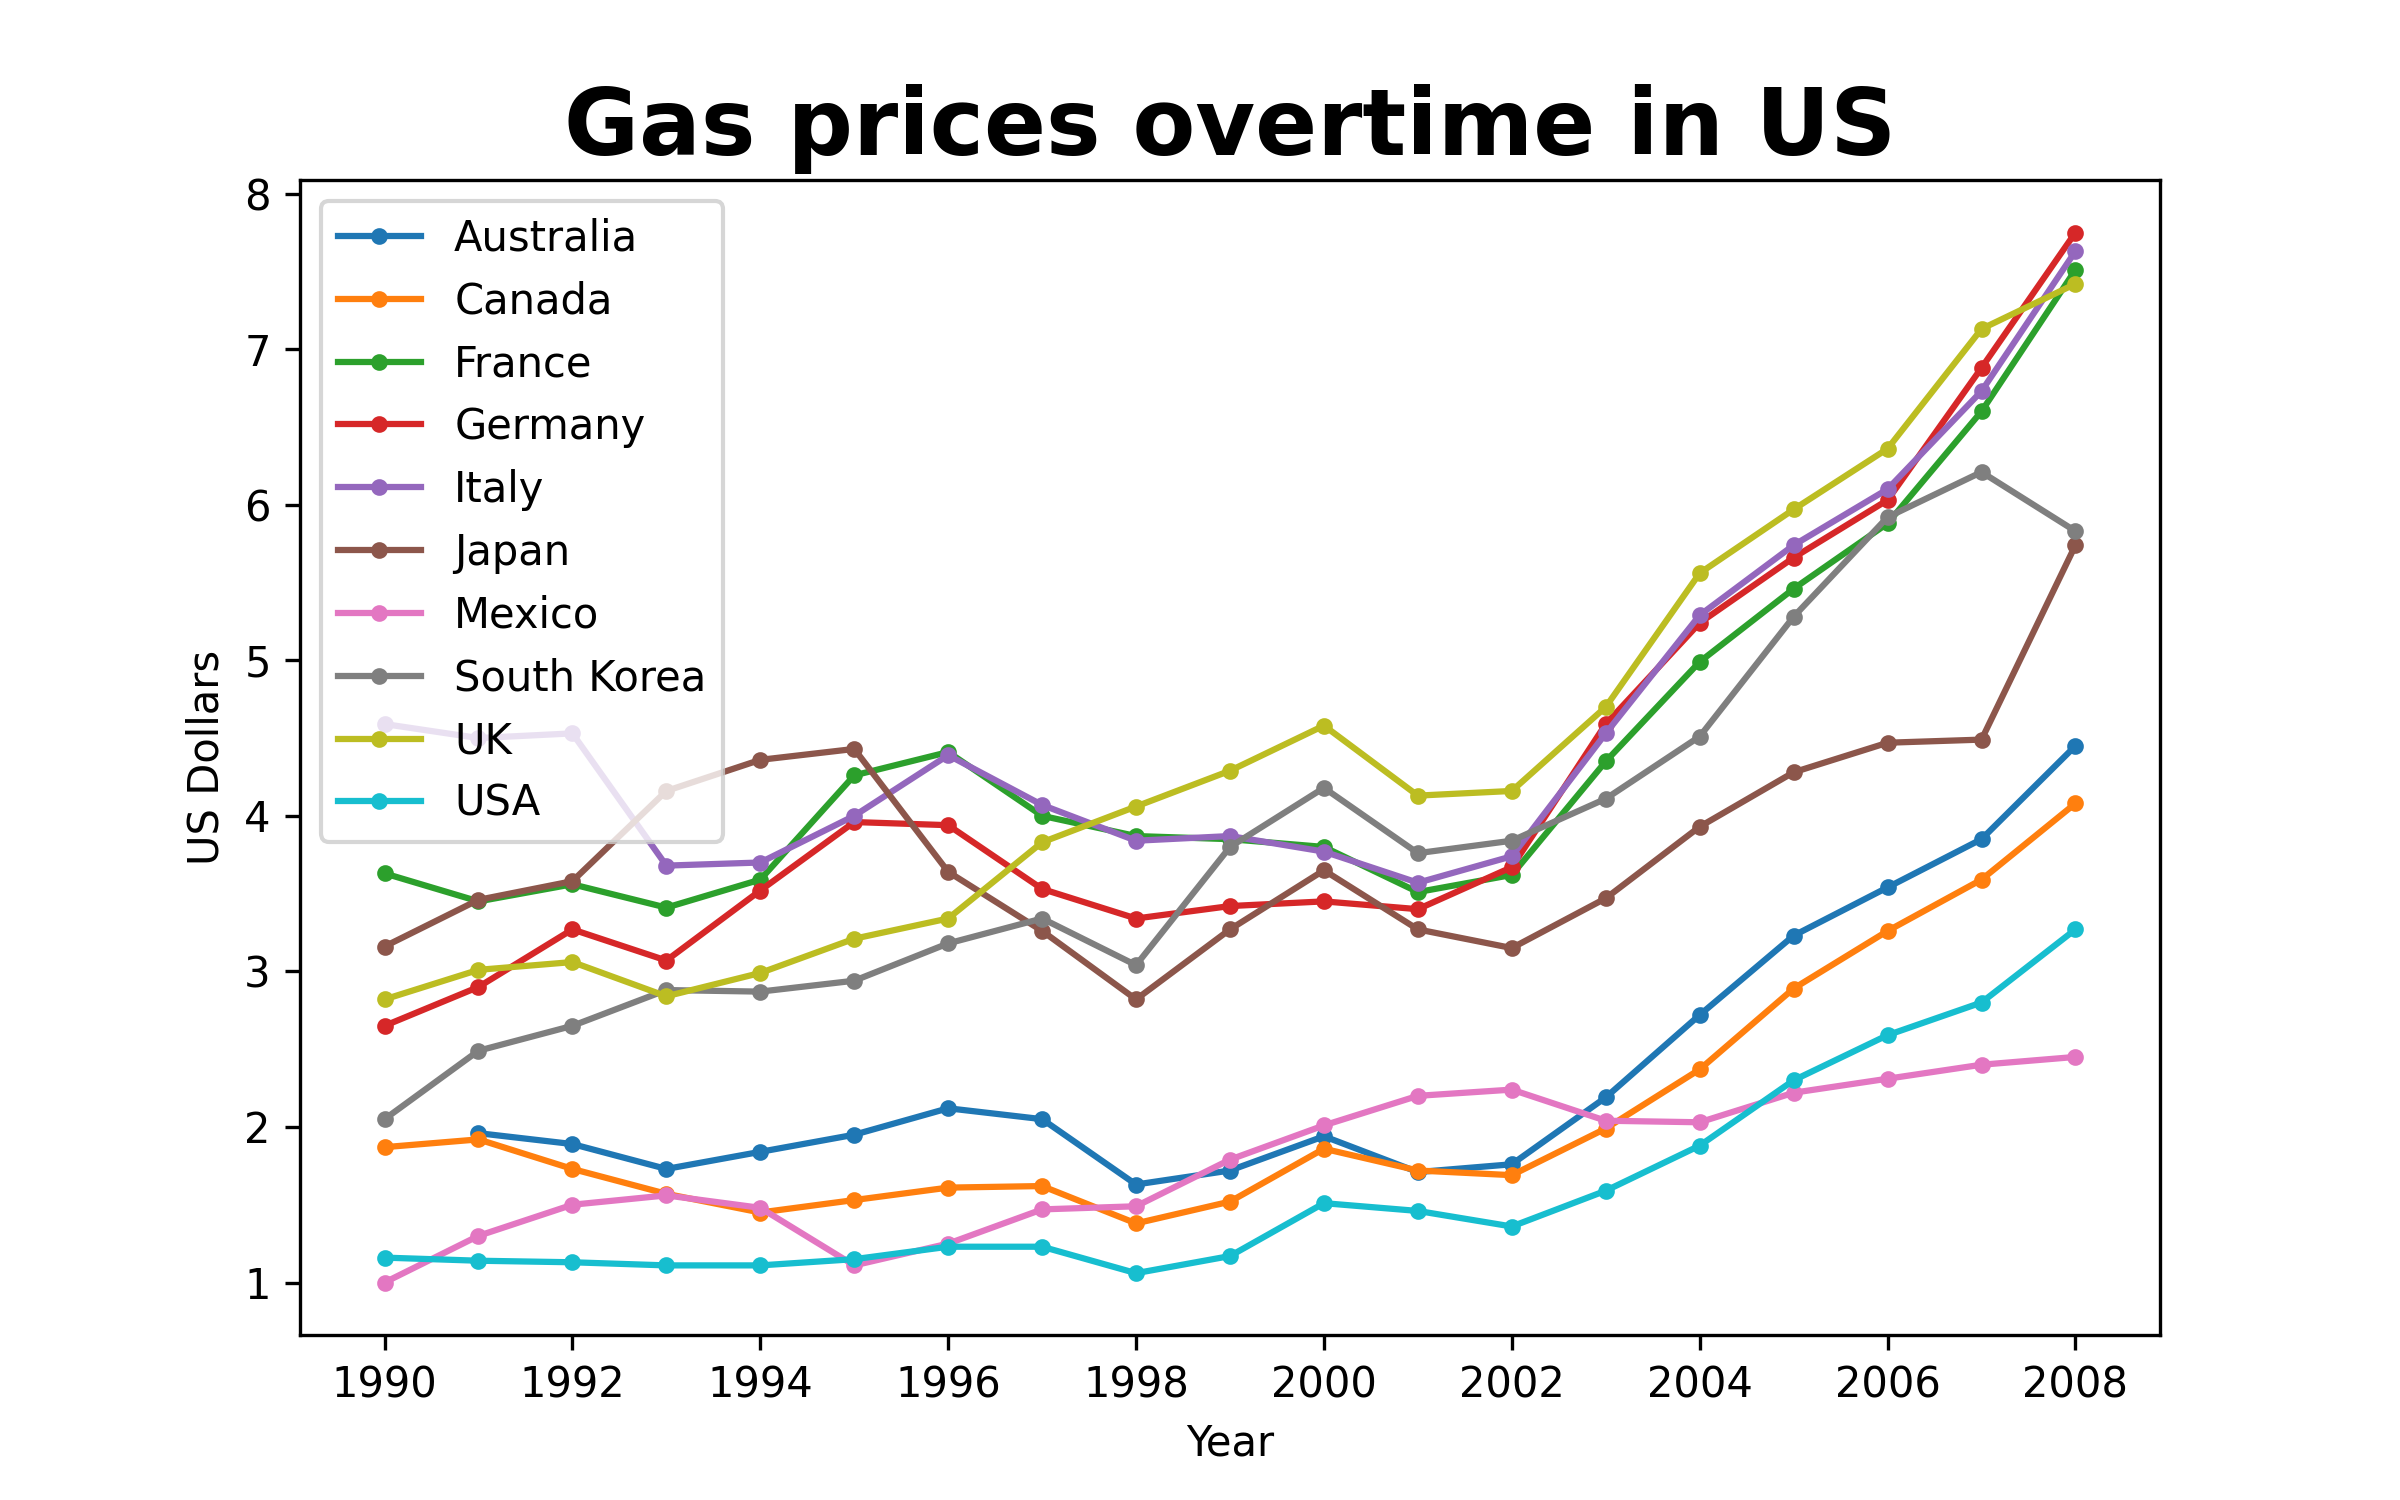 Gas prices overtime in US
8
7
6
5
4
3
2
1
US Dollars
Australia
Canada
France
Germany
Italy
Japan
Mexico
South Korea
UK
USA
1990 1992 1994 1996 1998 2000 2002 2004 2006 2008
Year